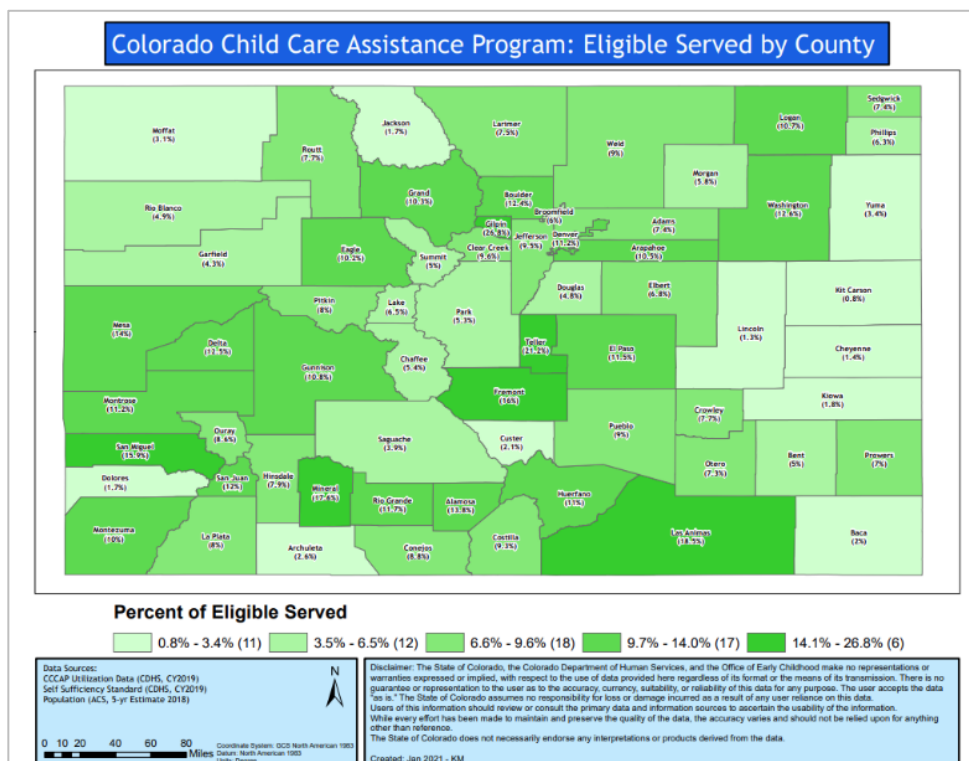 Colorado Child Care Assistance Program: Eligible Served by County
Moffat
(3.1%)
Routt
(7.7%)
Jackson
(1.7%)
Larimer
(7.5%)
Weld
(9%)
Logan
(10.7%)
Sedgwick
(7.4%)
Phillips
(6.3%)
Morgan
(5.8%)
Rio Blanco
(4.9%)
Grand
(10.3%)
Boulder
(12.4%)
Broomfield
(6%)
Washington
(12.6%)
Yuma
(3.4%)
Gilpin
(26.8%)
Jefferson
(9.5%)
Denver
(11.2%)
Adams
(7.4%)
Arapahoe
(10.5%)
Garfield
(4.3%)
Eagle
(10.2%)
Summit
(5%)
Clear Creek
(9.6%)
Douglas
(4.8%)
Elbert
(6.8%)
Kit Carson
(0.8%)
Pitkin
(8%)
Lake
(6.5%)
Park
(5.3%)
Lincoln
(1.3%)
Mesa
(14%)
Delta
(12.5%)
Teller
(21.2%)
El Paso
(11.5%)
Cheyenne
(1.4%)
Gunnison
(10.8%)
Chaffee
(5.4%)
Fremont
(16%)
Kiowa
(1.8%)
Montrose
(11.2%)
Crowley
(7.7%)
Pueblo
(9%)
Ouray
(8.6%)
Saguache
(3.9%)
Custer
(2.1%)
San Miguel
(15.9%)
Otero
(7.3%)
Bent
(5%)
Prowers
(7%)
Dolores
(1.7%)
San Juan
(12%)
Hinsdale
(7.9%)
Mineral
(17.6%)
Rio Grande
(11.7%)
Alamosa
(13.8%)
Huerfano
(11%)
Montezuma
(10%)
La Plata
(8%)
Archuleta
(2.6%)
Conejos
(8.8%)
Costilla
(9.3%)
Las Animas
(18.5%)
Baca
(2%)
Percent of Eligible Served
0.8% - 3.4% (11) 3.5% - 6.5% (12) 6.6% - 9.6% (18) 9.7% - 14.0% (17) 14.1% - 26.8% (6)
Data Sources:
CCCAP Utilization Data (CDHS, CY2019)
Self Sufficiency Standard (CDHS, CY2019)
Population (ACS, 5-yr Estimate 2018)
N
0 10 20 40 60 80 Miles
Coordinate System: GCS North American 1983
Datum: North American 1983
Disclaimer: The State of Colorado, the Colorado Department of Human Services, and the Office of Early Childhood make no representations or
warranties expressed or implied, with respect to the use of data provided here regardless of its format or the means of its transmission. There is no
guarantee or representation to the user as to the accuracy, currency, suitability, or reliability of this data for any purpose. The user accepts the data
"as is." The State of Colorado assumes no responsibility for loss or damage incurred as a result of any user reliance on this data.
Users of this information should review or consult the primary data and information sources to ascertain the usability of the information.
While every effort has been made to maintain and preserve the quality of the data, the accuracy varies and should not be relied upon for anything
other than reference.
The State of Colorado does not necessarily endorse any interpretations or products derived from the data.
Created: Jan 2021 - KM